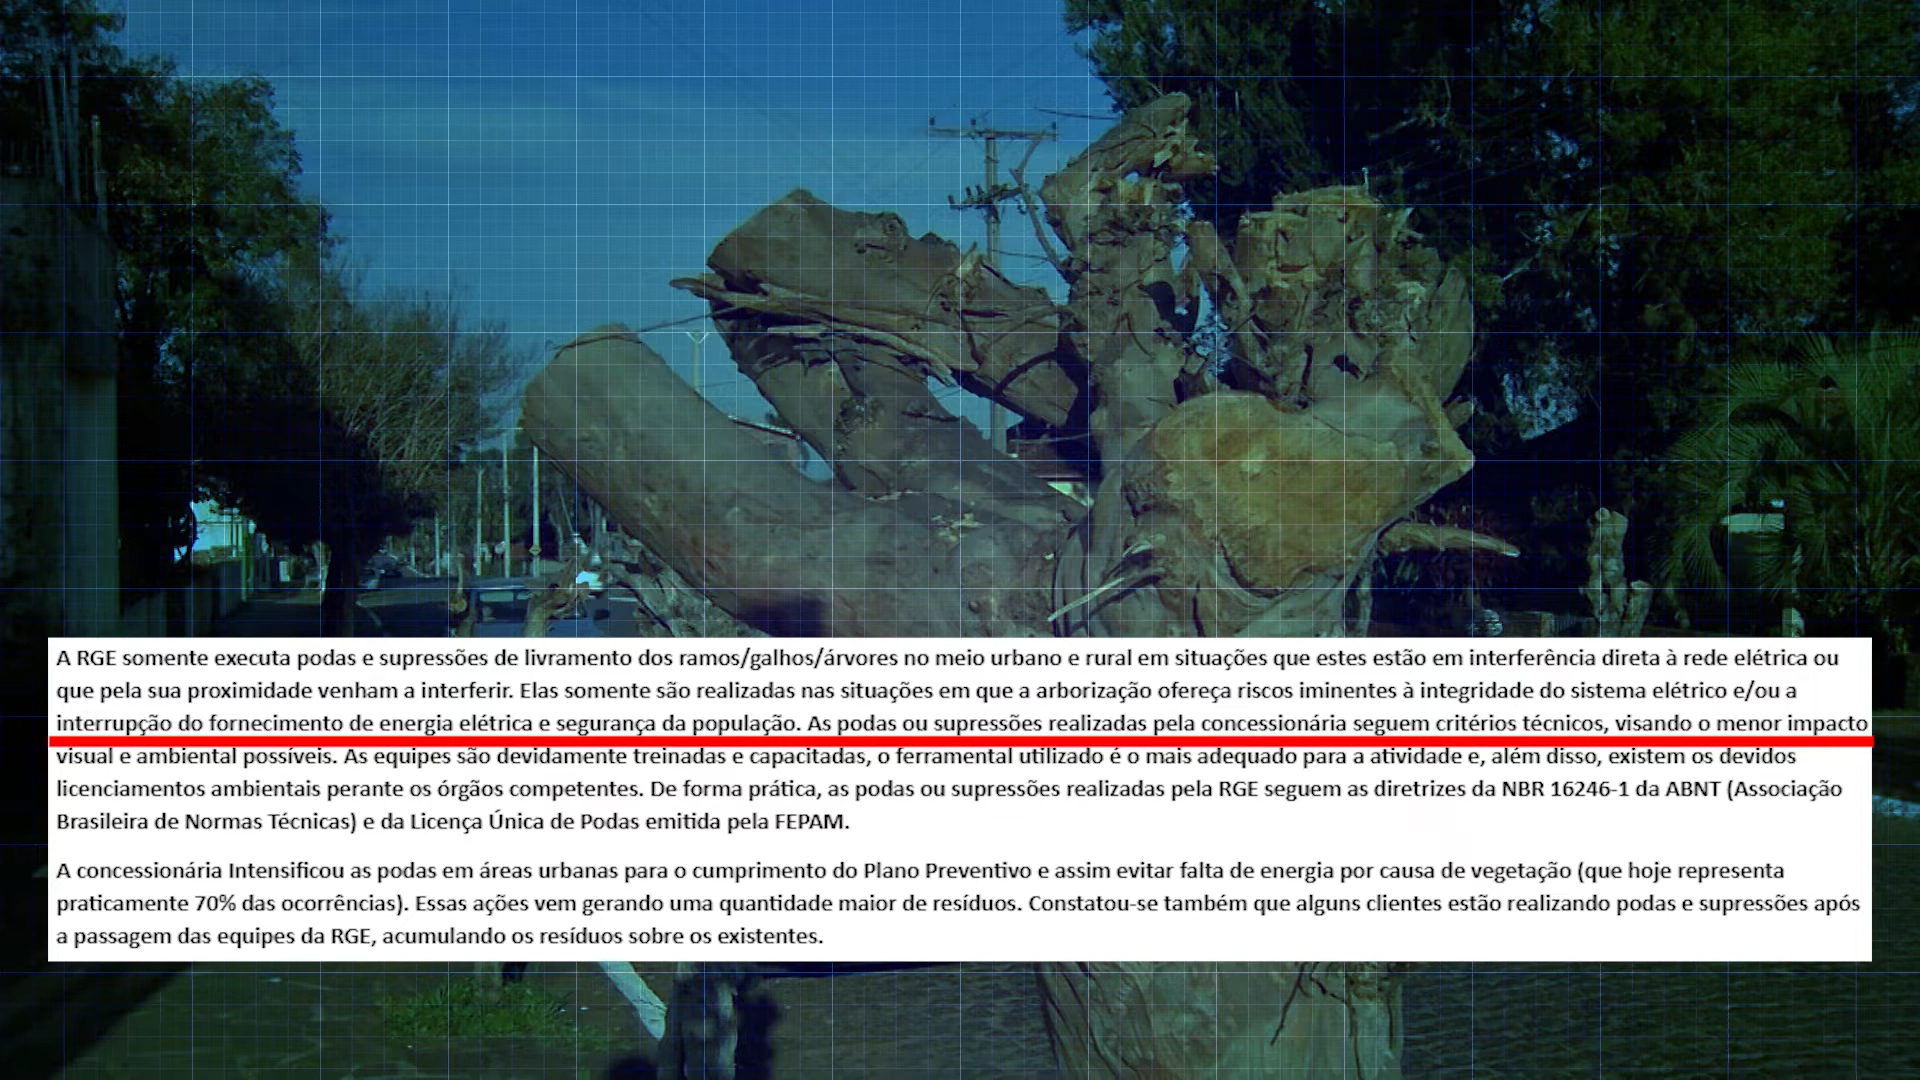 A RGE somente executa podas e supressões de livramento dos ramos/galhos/árvores no meio urbano e rural em situações que estes estão em interferência direta à rede elétrica ou
que pela sua proximidade venham a interferir. Elas somente são realizadas nas situações em que a arborização ofereça riscos iminentes à integridade do sistema elétrico e/ou a
interrupção do fornecimento de energia elétrica e segurança da população. As podas ou supressões realizadas pela concessionária seguem critérios técnicos, visando o menor impacto
visual e ambiental possíveis. As equipes são devidamente treinadas e capacitadas, o ferramental utilizado é o mais adequado para a atividade e, além disso, existem os devidos
licenciamentos ambientais perante os órgãos competentes. De forma prática, as podas ou supressões realizadas pela RGE seguem as diretrizes da NBR 16246-1 da ABNT (Associação
Brasileira de Normas Técnicas) e da Licença Única de Podas emitida pela FEPAM.
A concessionária Intensificou as podas em áreas urbanas para o cumprimento do Plano Preventivo e assim evitar falta de energia por causa de vegetação (que hoje representa
praticamente 70% das ocorrências). Essas ações vem gerando uma quantidade maior de resíduos. Constatou-se também que alguns clientes estão realizando podas e supressões após
a passagem das equipes da RGE, acumulando os resíduos sobre os existentes.